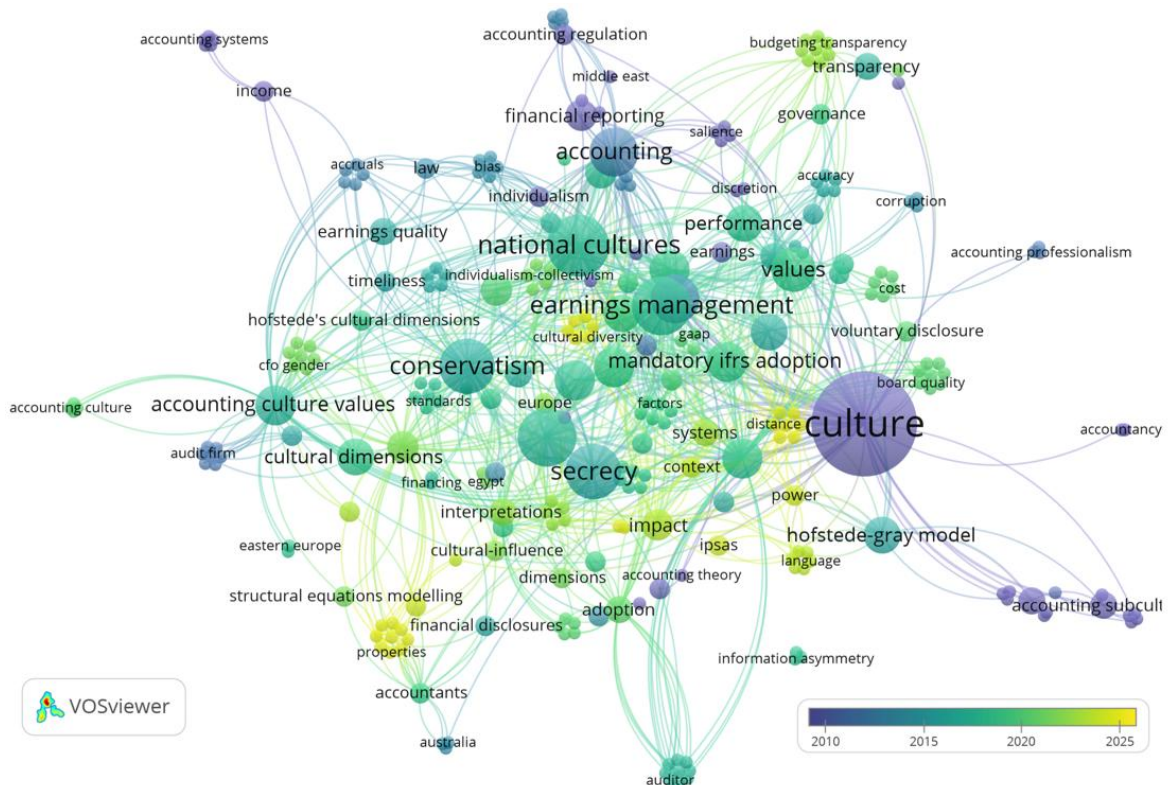 accounting systems
accounting regulation
budgeting transparency
transparency
middle east
income
financial reporting
governance
salience
accounting
accruals
law
bias
discretion
accuracy
individualism
corruption
earnings quality
performance
national cultures
earnings
accounting professionalism
timeliness
individualism-collectivism
values
cost
earnings management
hofstede's cultural dimensions
cultural diversity
gaap
voluntary disclosure
cfo gender
conservatism
mandatory ifrs adoption
board quality
accounting culture
accounting culture values
standards
europe
factors
distance
culture
systems
accountancy
audit firm
cultural dimensions
financing
egypt
secrecy
context
power
interpretations
impact
hofstede-gray model
eastern europe
cultural-influence
ipsas
language
dimensions
accounting theory
structural equations modelling
adoption
accounting subcult
financial disclosures
properties
information asymmetry
accountants
australia
auditor
VOSviewer
2010
2015
2020
2025